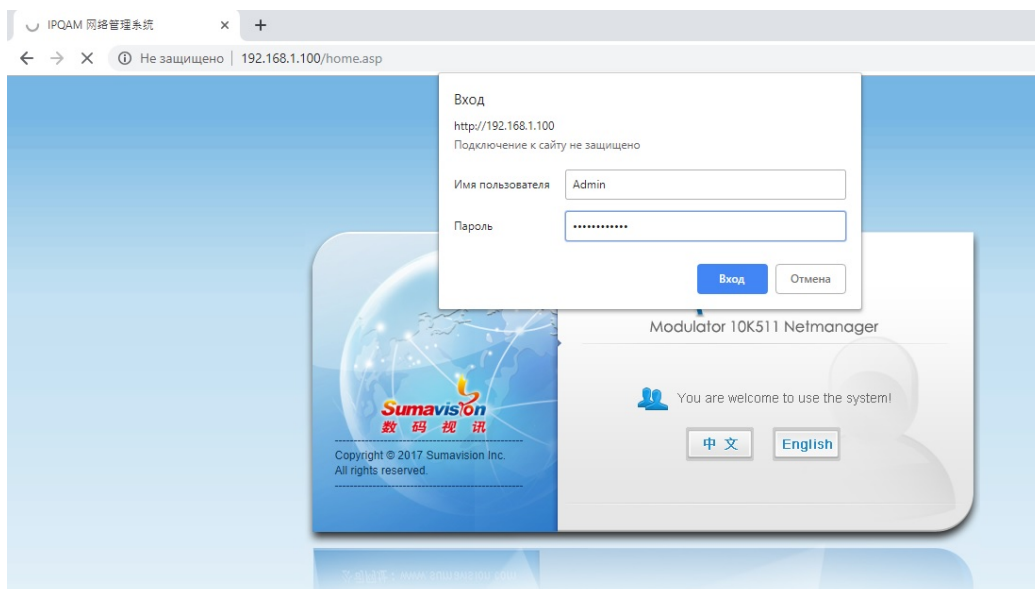 IPQAM 网络管理系统
Не защищено | 192.168.1.100/home.asp
Вход
http://192.168.1.100
Подключение к сайту не защищено
Имя пользователя Admin
Пароль ••••••••••••
Вход Отмена
Modulator 10K511 Netmanager
You are welcome to use the system!
中文 English
Sumavision
数码视讯
Copyright © 2017 Sumavision Inc.
All rights reserved.